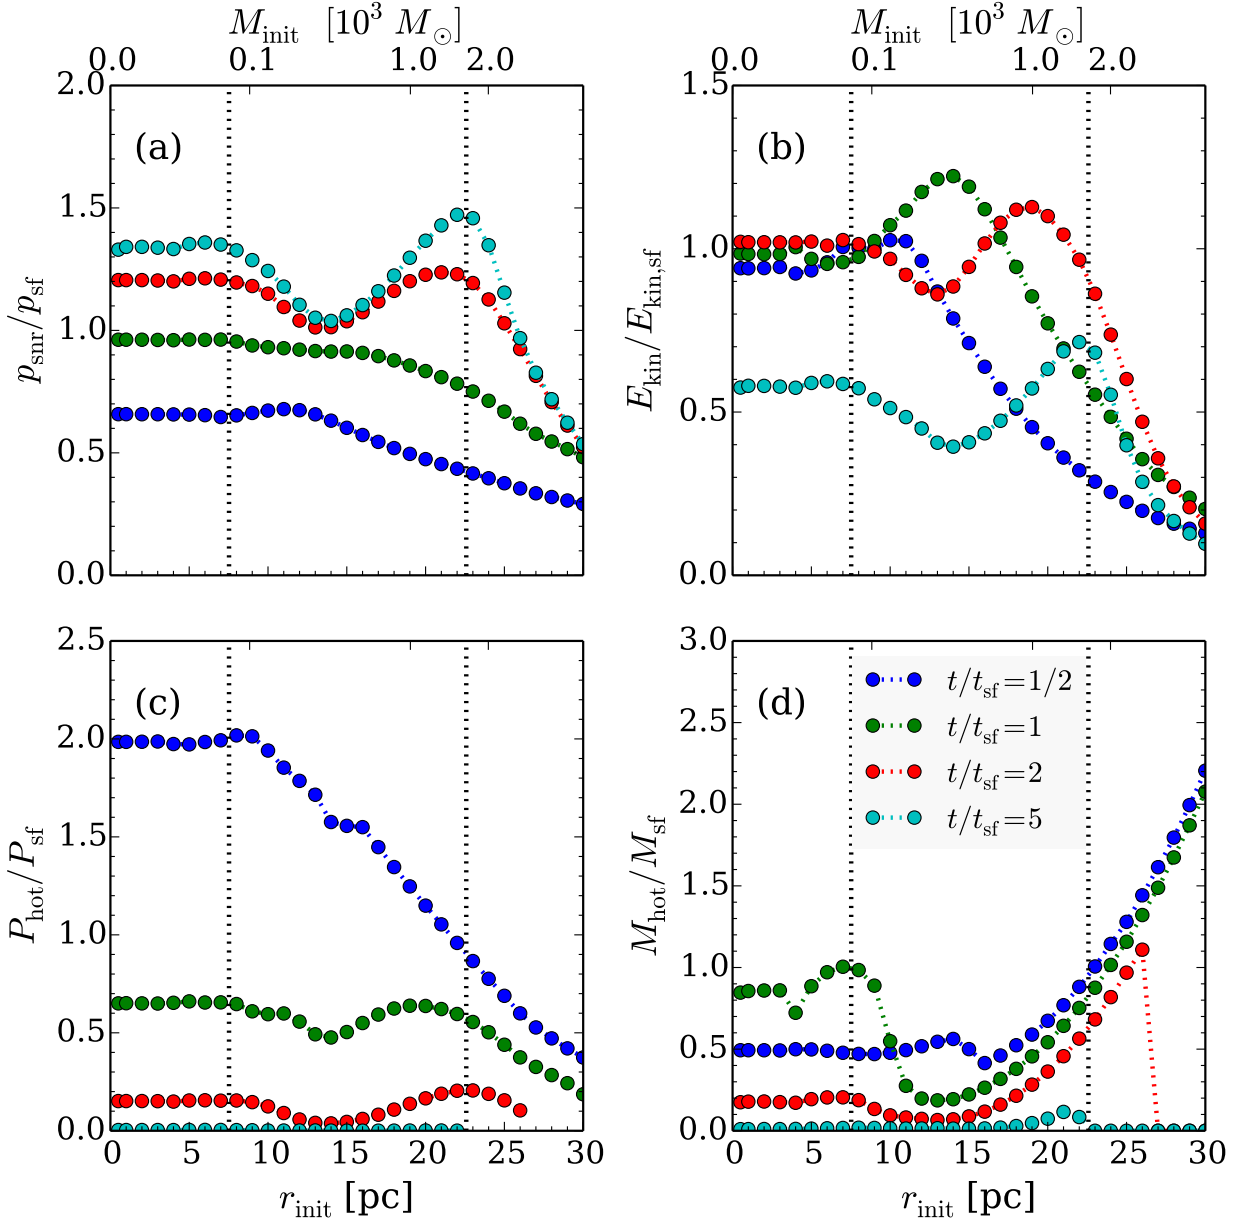 M_init [10^3 M_⊙] M_init [10^3 M_⊙]
0.0 0.1 1.0 2.0 0.0 0.1 1.0 2.0
2.0 1.5
(a) (b)
1.5
1.0
p_snr/p_sf E_kin/E_kin,sf
1.0
0.5
0.5
0.0 0.0
2.5 3.0
(c) (d) t/t_sf=1/2
2.5
t/t_sf=1
2.0
t/t_sf=2
2.0
t/t_sf=5
1.5
P_hot/P_sf M_hot/M_sf
1.5
1.0
1.0
0.5
0.5
0.0 0.0
0 5 10 15 20 25 30 0 5 10 15 20 25 30
r_init [pc] r_init [pc]